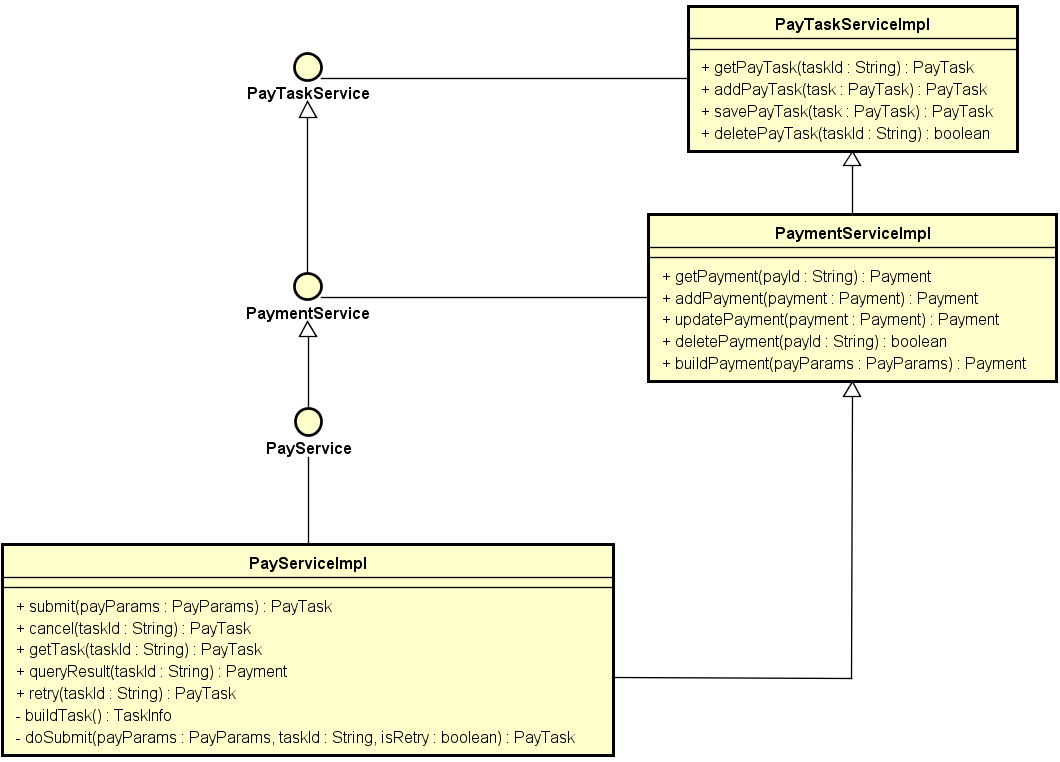 PayTaskServiceImpl
+ getPayTask(taskId : String) : PayTask
+ addPayTask(task : PayTask) : PayTask
+ savePayTask(task : PayTask) : PayTask
+ deletePayTask(taskId : String) : boolean
PayTaskService
PaymentServiceImpl
+ getPayment(payId : String) : Payment
+ addPayment(payment : Payment) : Payment
+ updatePayment(payment : Payment) : Payment
+ deletePayment(payId : String) : boolean
+ buildPayment(payParams : PayParams) : Payment
PaymentService
PayService
PayServiceImpl
+ submit(payParams : PayParams) : PayTask
+ cancel(taskId : String) : PayTask
+ getTask(taskId : String) : PayTask
+ queryResult(taskId : String) : Payment
+ retry(taskId : String) : PayTask
- buildTask() : TaskInfo
- doSubmit(payParams : PayParams, taskId : String, isRetry : boolean) : PayTask